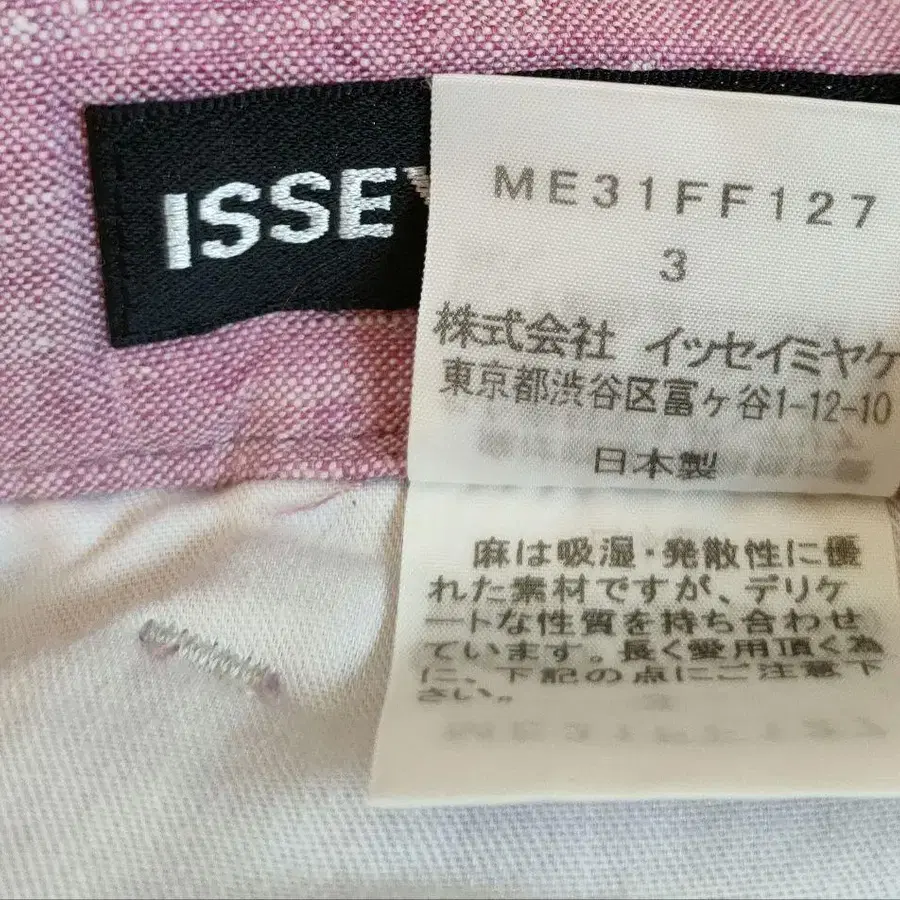 ISSEY
ME31FF127
3
株式会社 イッセイミヤケ
東京都渋谷区富ヶ谷1-12-10
日本製
麻は吸湿・発散性に優
れた素材ですが、デリケ
ートな性質を持ち合わせ
ています。長く愛用頂く為
に、下記の点にご注意下
さい。